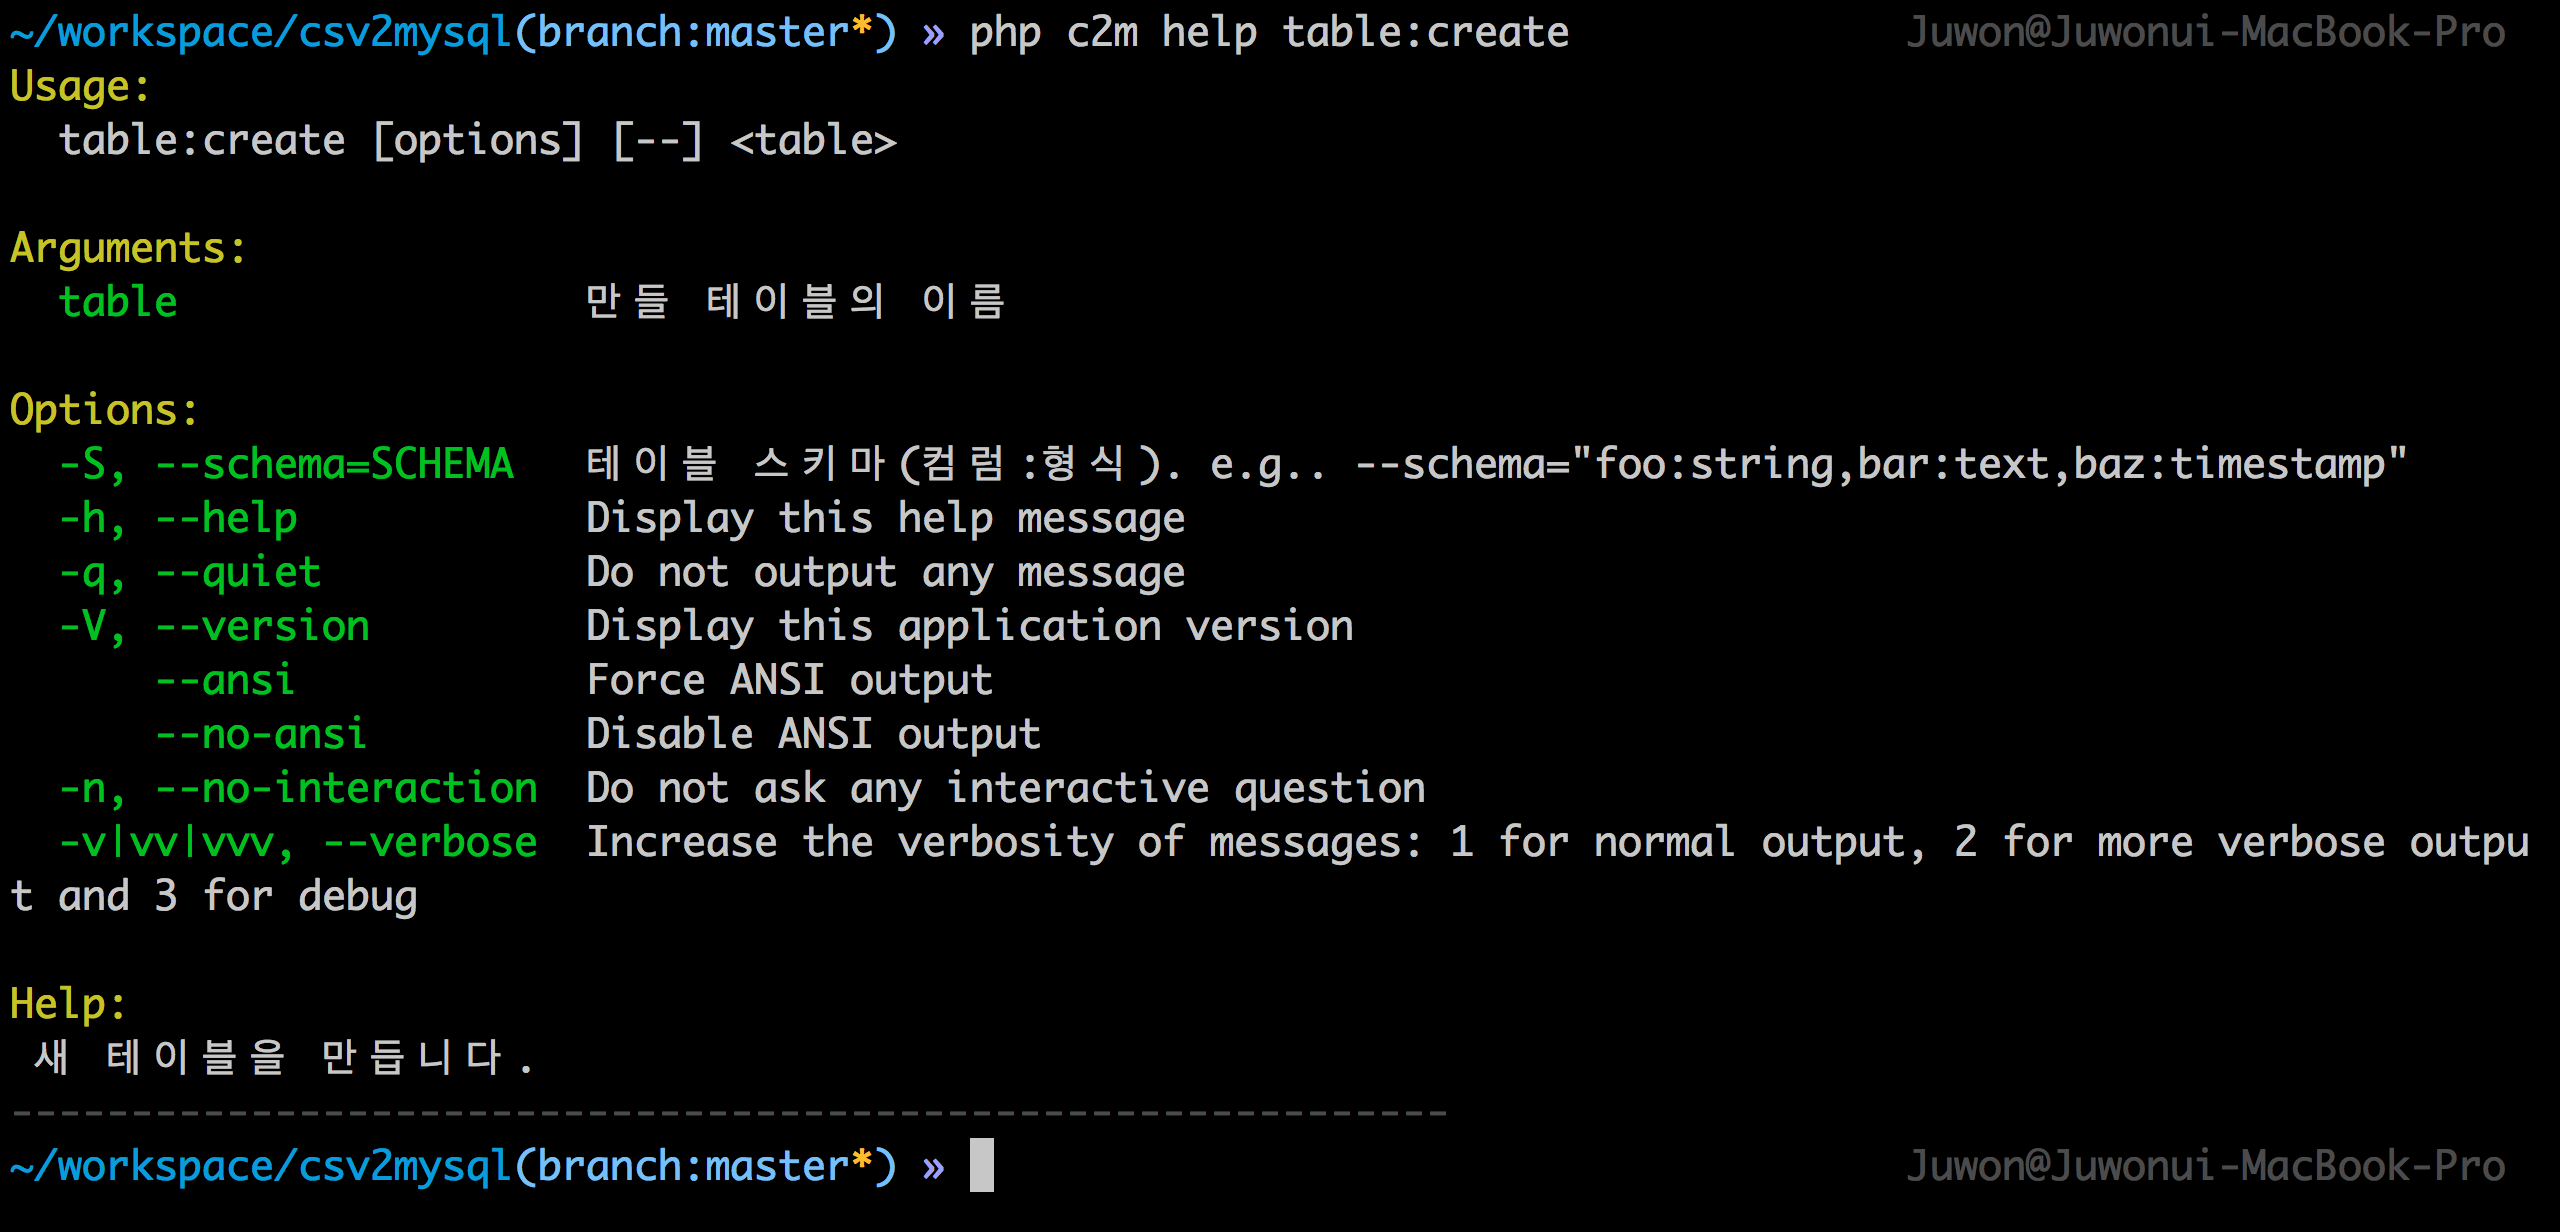 ~/workspace/csv2mysql(branch:master*) » php c2m help table:create Juwon@Juwonui-MacBook-Pro
Usage:
  table:create [options] [--] <table>

Arguments:
  table                 만들 테이블의 이름

Options:
  -S, --schema=SCHEMA   테이블 스키마(컴럼:형식). e.g.. --schema="foo:string,bar:text,baz:timestamp"
  -h, --help            Display this help message
  -q, --quiet           Do not output any message
  -V, --version         Display this application version
      --ansi            Force ANSI output
      --no-ansi         Disable ANSI output
  -n, --no-interaction  Do not ask any interactive question
  -v|vv|vvv, --verbose  Increase the verbosity of messages: 1 for normal output, 2 for more verbose outpu
t and 3 for debug

Help:
 새 테이블을 만듭니다.
------------------------------------------------------------
~/workspace/csv2mysql(branch:master*) » Juwon@Juwonui-MacBook-Pro